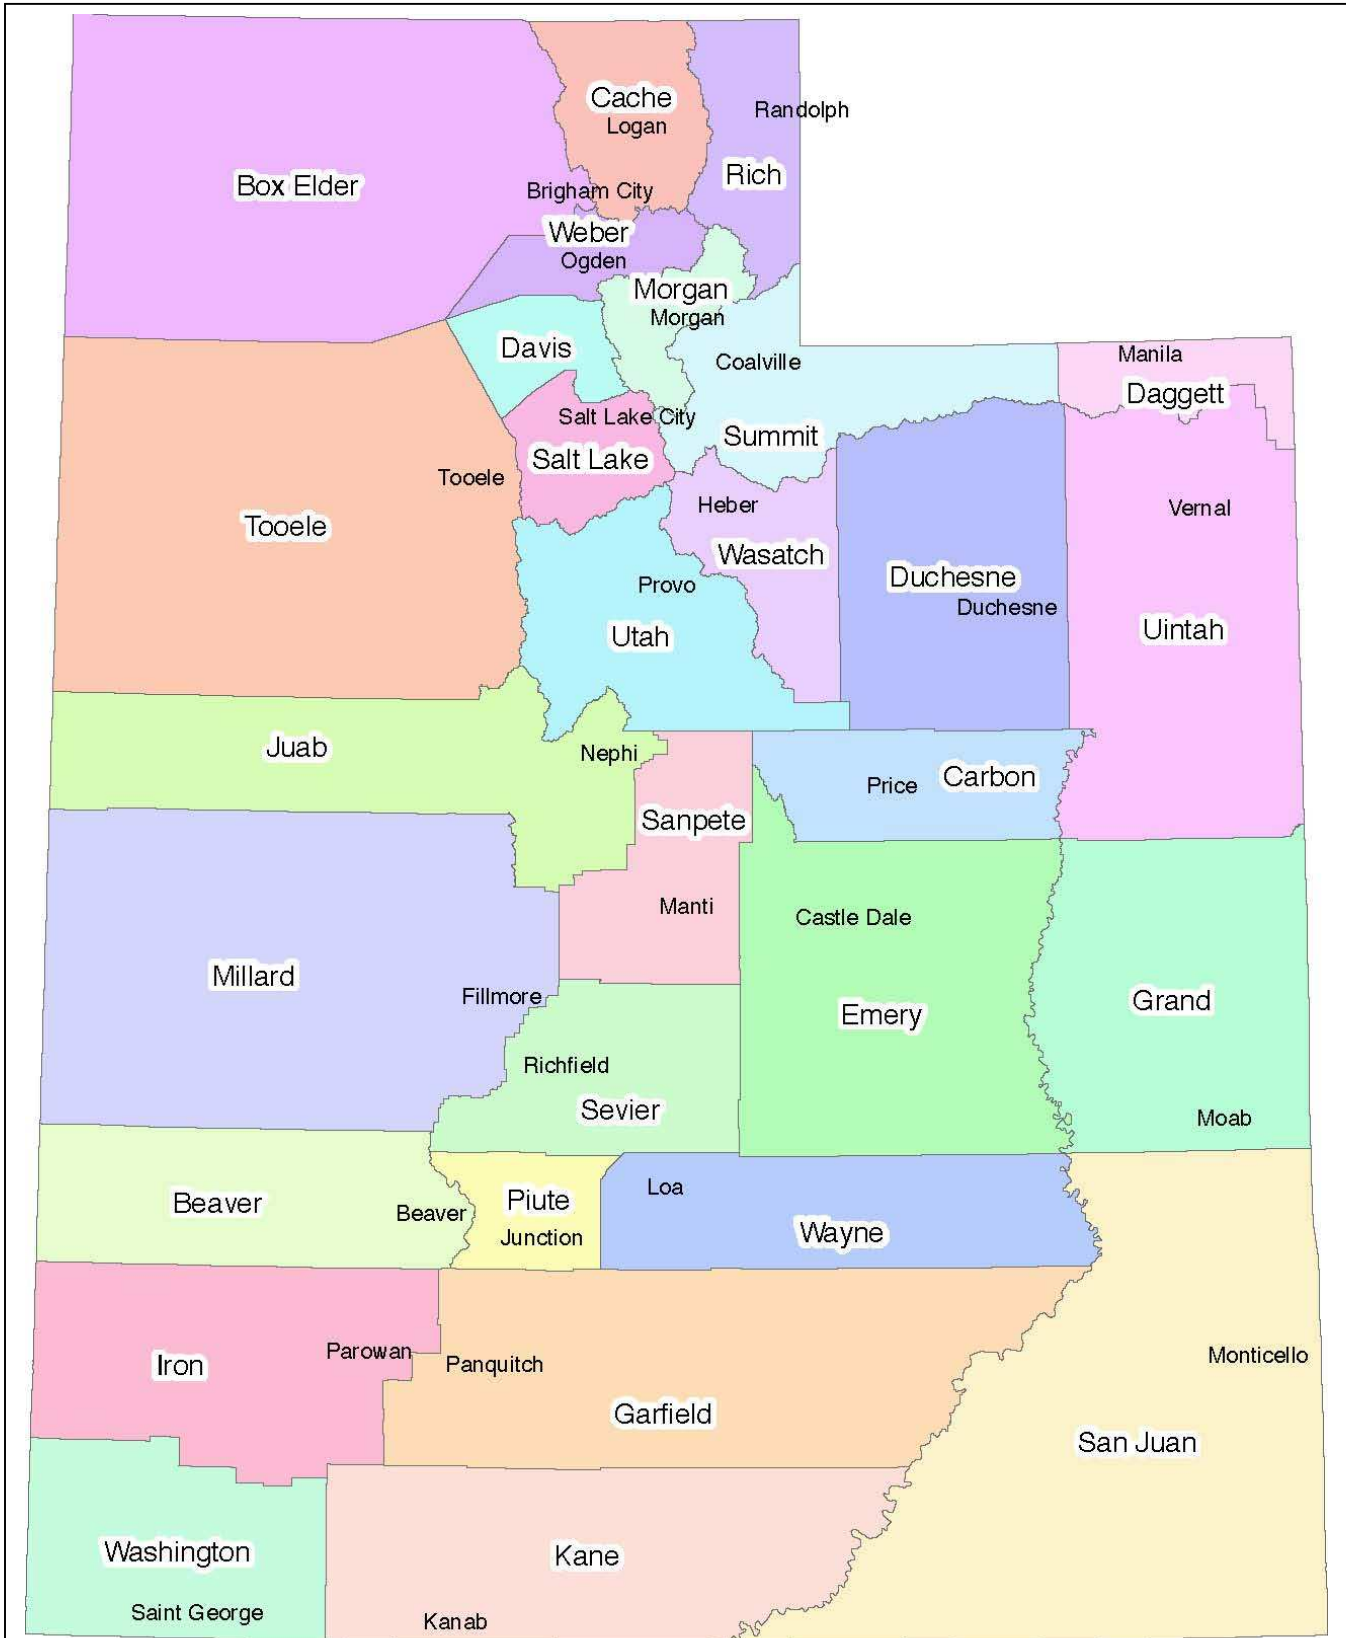 Cache
Logan
Randolph
Rich
Box Elder
Brigham City
Weber
Ogden
Morgan
Morgan
Davis
Coalville
Manila
Daggett
Salt Lake City
Summit
Salt Lake
Tooele
Tooele
Heber
Vernal
Wasatch
Provo
Duchesne
Duchesne
Utah
Uintah
Juab
Nephi
Price
Carbon
Sanpete
Manti
Castle Dale
Millard
Fillmore
Emery
Grand
Richfield
Sevier
Moab
Beaver
Beaver
Piute
Junction
Loa
Wayne
Iron
Parowan
Panquitch
Monticello
Garfield
San Juan
Washington
Kane
Saint George
Kanab